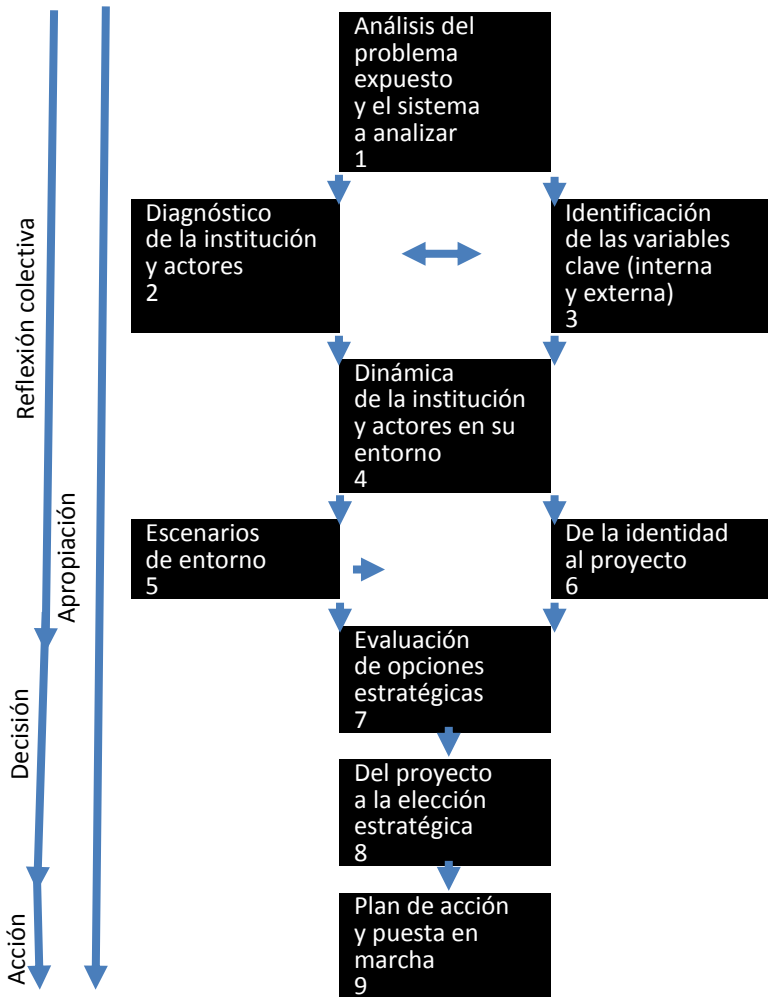 Análisis del
problema
expuesto
y el sistema
a analizar
1
Diagnóstico
de la institución
y actores
2
Identificación
de las variables
clave (interna
y externa)
3
Dinámica
de la institución
y actores en su
entorno
4
Escenarios
de entorno
5
De la identidad
al proyecto
6
Evaluación
de opciones
estratégicas
7
Del proyecto
a la elección
estratégica
8
Plan de acción
y puesta en
marcha
9
Reflexión colectiva
Apropiación
Decisión
Acción